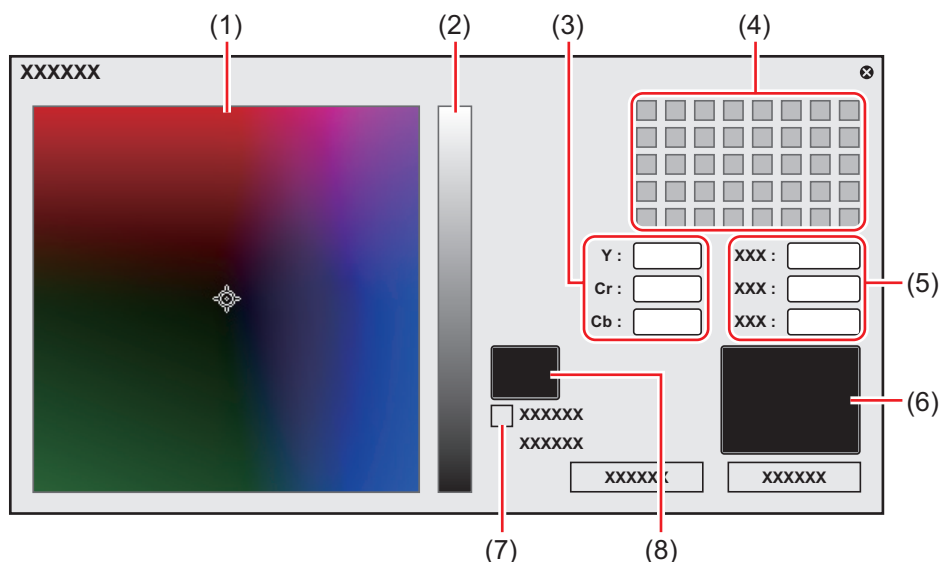 (1) (2) (3) (4)
XXXXXX
Y : XXX :
Cr : XXX : (5)
Cb : XXX :
(6)
XXXXXX
XXXXXX
XXXXXX XXXXXX
(7) (8)